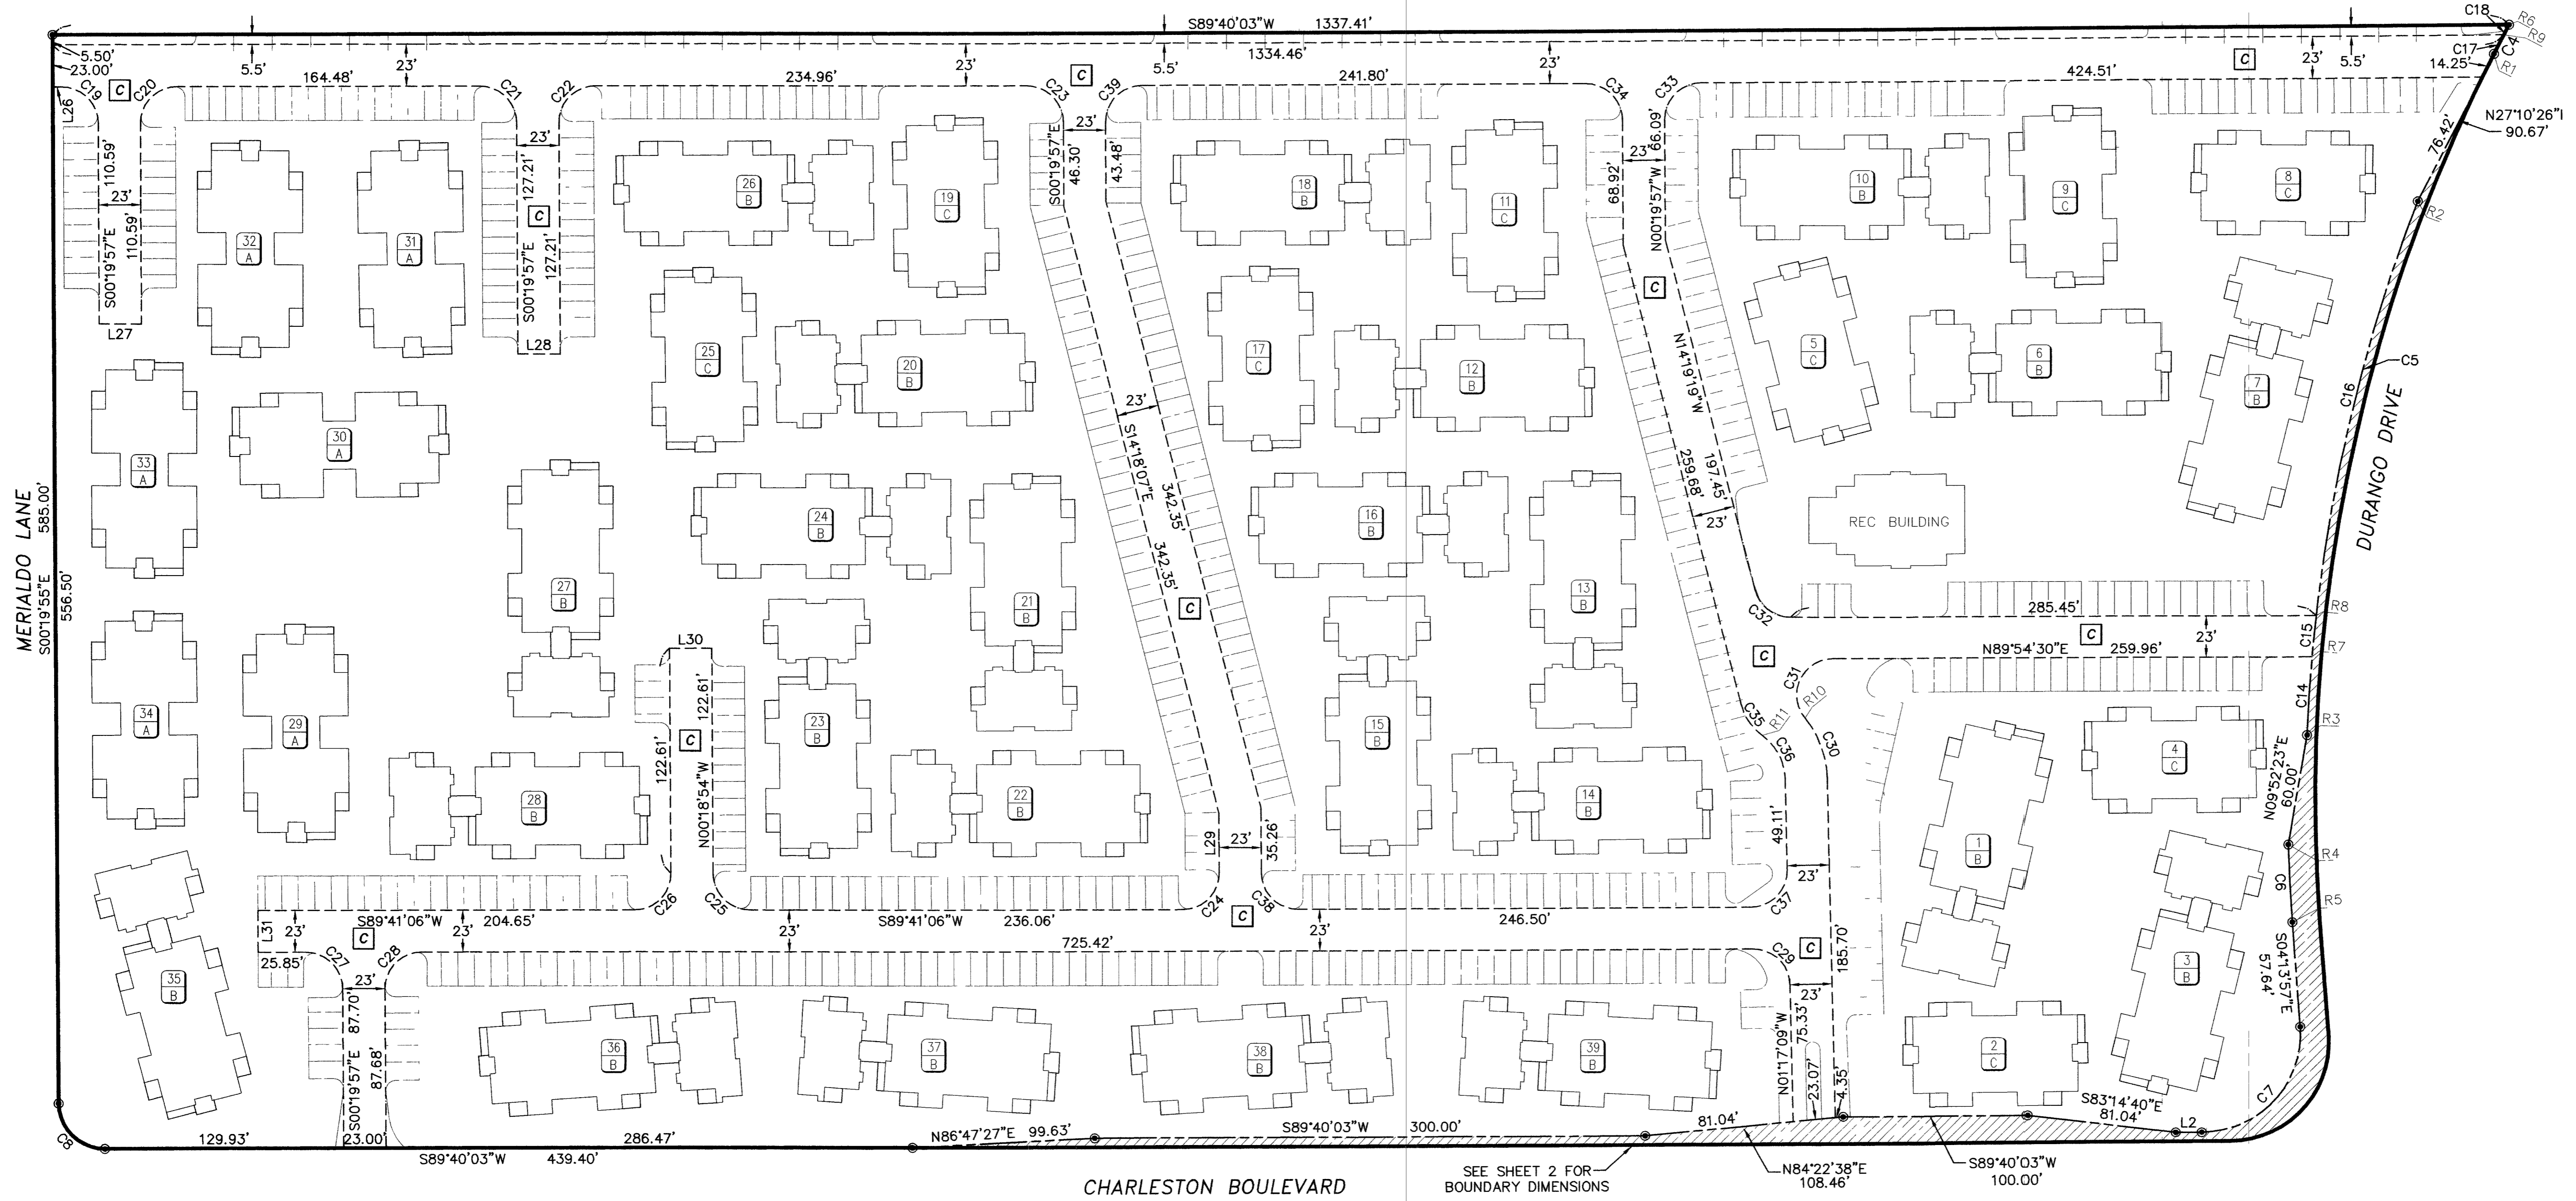 S89°40'03"W 1337.41'
C18
R6
R9
5.50'
23.00'
5.5'
164.48'
23'
234.96'
23'
C
5.5'
1334.46'
241.80'
23'
424.51'
C
23'
5.5'
C17
C4
14.25'
R1
L26
C19
C
C20
C21
C22
C23
C39
C34
C33
N27°10'26"
90.67'
76.42'
110.59'
23'
110.59'
S00°19'57"E
L27
32
A
31
A
127.21'
23'
C
S00°19'57"E
127.21'
L28
26
B
19
C
S00°19'57"E
46.30'
23'
43.48'
18
B
11
C
68.92'
23'
66.09'
N00°19'57"W
C
10
B
9
C
8
C
R2
25
C
20
B
17
C
12
B
5
C
6
B
7
B
C5
C16
DURANGO DRIVE
33
A
30
A
27
B
24
B
21
B
23'
S14°18'07"E
342.35'
342.35'
C
16
B
13
B
N14°19'19"W
259.68'
197.45'
23'
REC BUILDING
MERIALDO LANE
S00°19'55"E 585.00'
556.50'
C32
285.45'
R8
C
23'
C15
R7
N89°54'30"E 259.96'
C
C31
R10
C35
R11
C36
C30
C14
R3
34
A
29
A
L30
122.61'
C
122.61'
N00°18'54"W
23
B
15
B
28
B
22
B
14
B
1
B
4
C
N09°52'23"E
60.00'
R4
C6
R5
L29
23'
35.26'
49.11'
23'
C26
C25
C24
C38
C37
S89°41'06"W 204.65'
S89°41'06"W 236.06'
C
246.50'
L31
23'
C
23'
23'
725.42'
23'
25.85'
C27
C28
C29
C
185.70'
3
B
S04°13'57"E
57.64'
35
B
23'
87.70'
S00°19'57"E
87.68'
36
B
37
B
38
B
39
B
23'
75.33'
N01°17'09"W
23.07'
4.35'
2
C
S83°14'40"E
81.04'
L2
C7
C8
129.93'
23.00'
286.47'
N86°47'27"E 99.63'
S89°40'03"W 300.00'
81.04'
S89°40'03"W 439.40'
SEE SHEET 2 FOR
BOUNDARY DIMENSIONS
N84°22'38"E
108.46'
S89°40'03"W
100.00'
CHARLESTON BOULEVARD